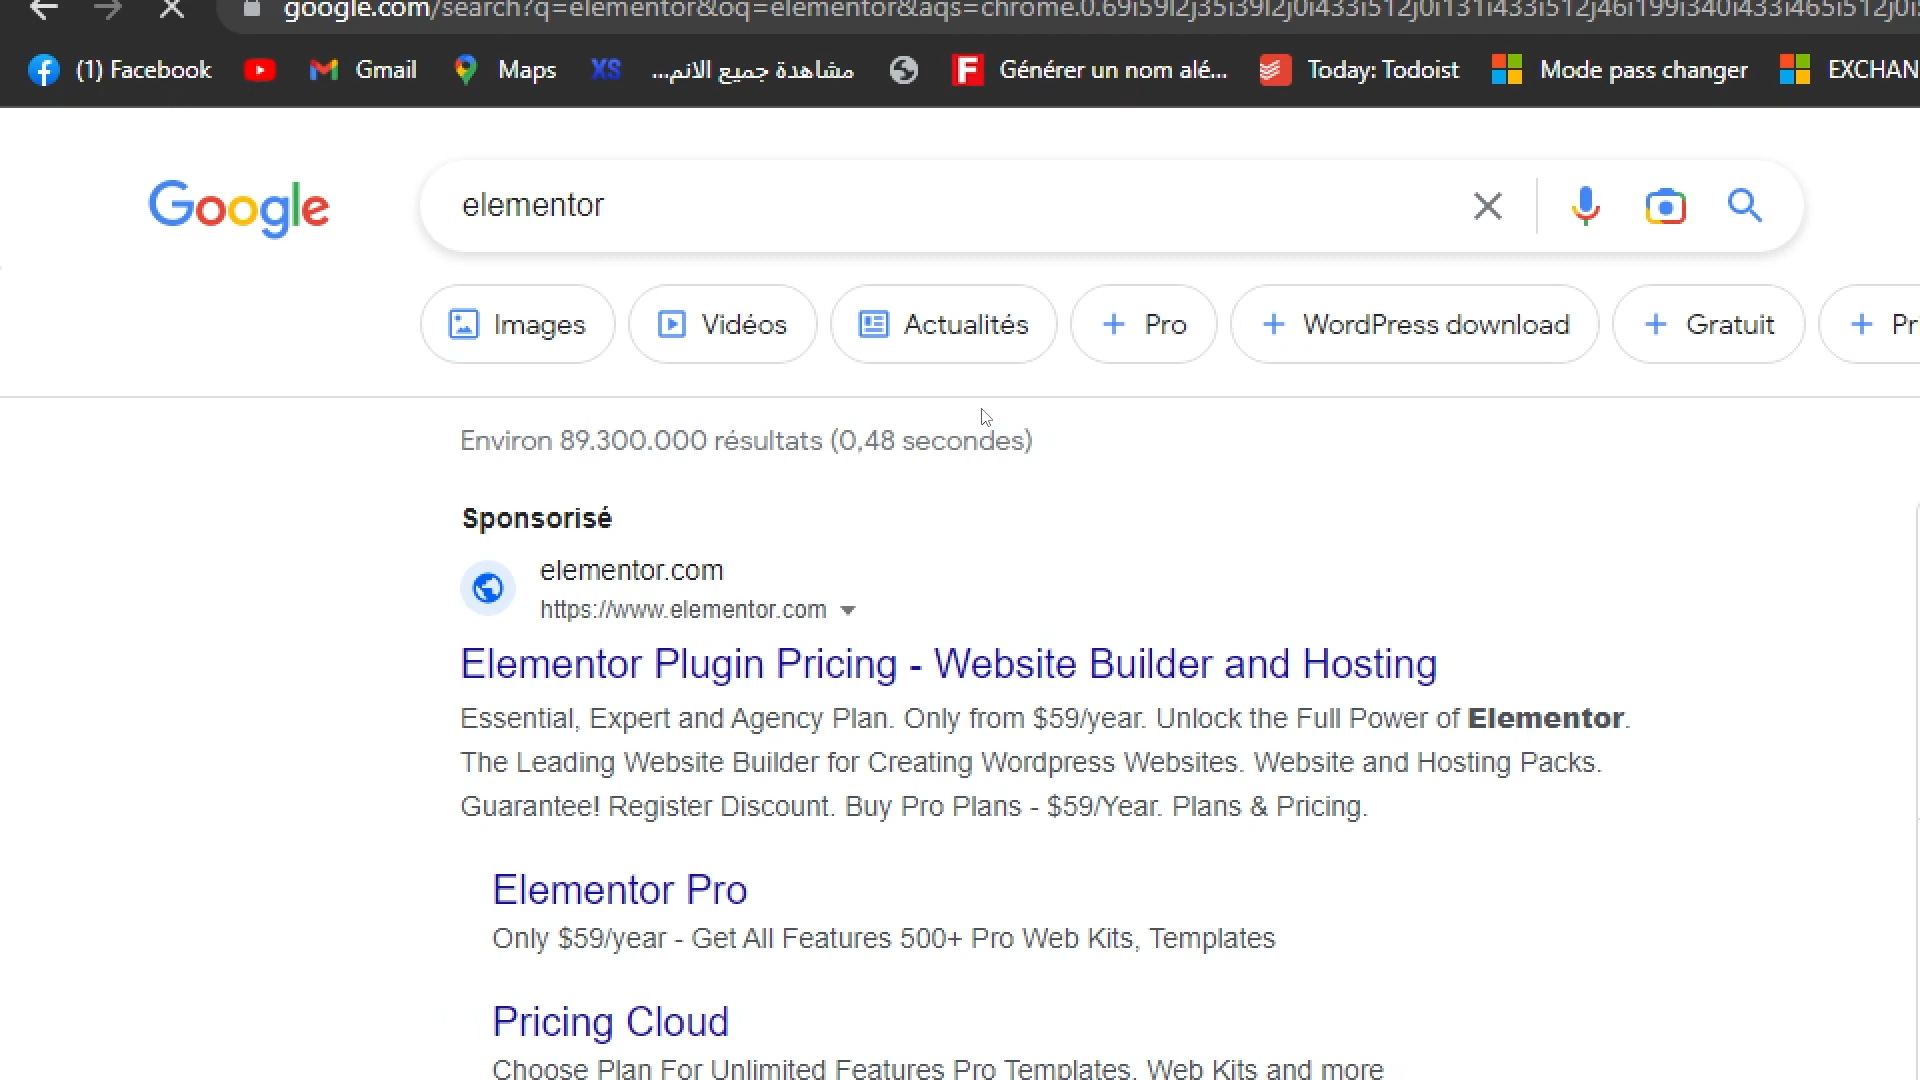 google.com/search?q=elementor&oq=elementor&aqs=chrome.0.69i59l2j35i39l2j0i433i512j0i131i433i512j46i199i340i433i465i512j0i
(1) Facebook Gmail Maps XS مشاهدة جميع الانم... Générer un nom alé... Today: Todoist Mode pass changer EXCHAN
Google elementor
Images Vidéos Actualités + Pro + WordPress download + Gratuit + Pr
Environ 89.300.000 résultats (0,48 secondes)
Sponsorisé
elementor.com
https://www.elementor.com
Elementor Plugin Pricing - Website Builder and Hosting
Essential, Expert and Agency Plan. Only from $59/year. Unlock the Full Power of Elementor.
The Leading Website Builder for Creating Wordpress Websites. Website and Hosting Packs.
Guarantee! Register Discount. Buy Pro Plans - $59/Year. Plans & Pricing.
Elementor Pro
Only $59/year - Get All Features 500+ Pro Web Kits, Templates
Pricing Cloud
Choose Plan For Unlimited Features Pro Templates, Web Kits and more